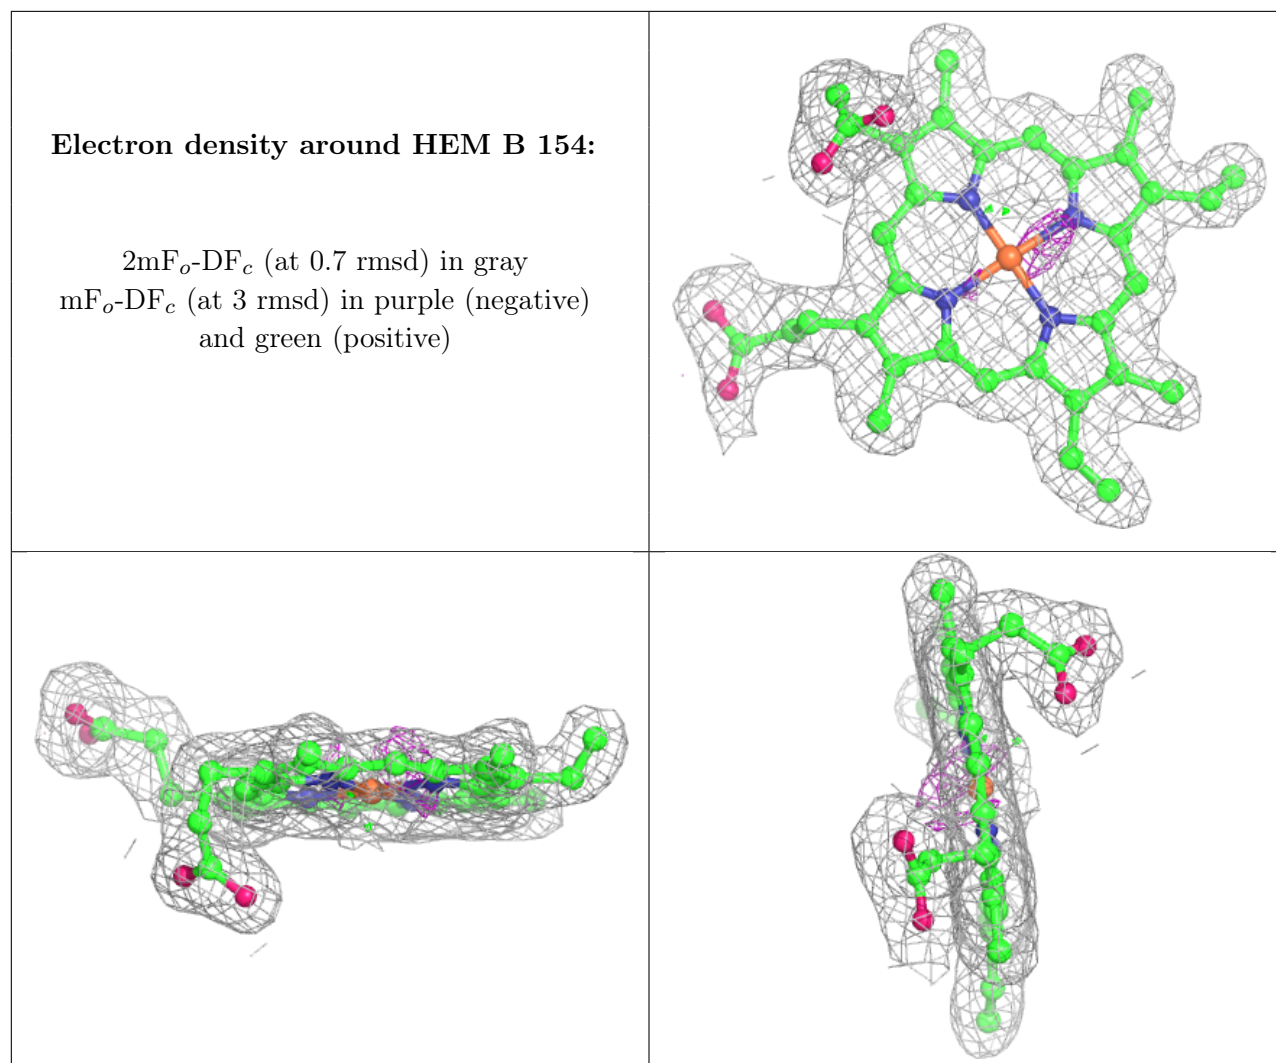 Electron density around HEM B 154:
2mFo-DFc (at 0.7 rmsd) in gray
mFo-DFc (at 3 rmsd) in purple (negative)
and green (positive)